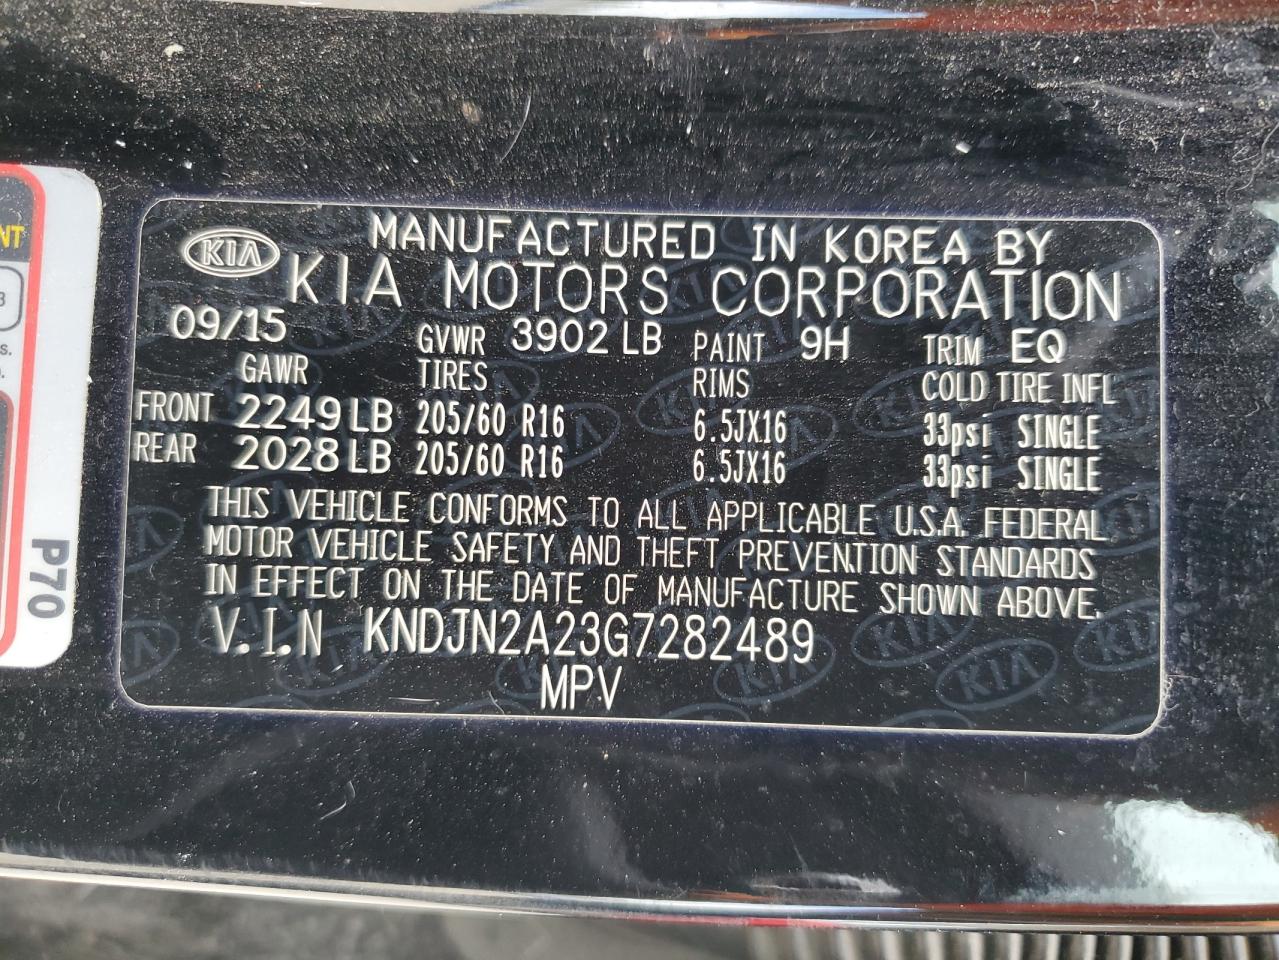 KIA
MANUFACTURED IN KOREA BY
KIA MOTORS CORPORATION
09/15 GVWR 3902 LB PAINT 9H TRIM EQ
GAWR TIRES RIMS COLD TIRE INFL
FRONT 2249 LB 205/60 R16 6.5JX16 33psi SINGLE
REAR 2028 LB 205/60 R16 6.5JX16 33psi SINGLE
THIS VEHICLE CONFORMS TO ALL APPLICABLE U.S.A. FEDERAL
MOTOR VEHICLE SAFETY AND THEFT PREVENTION STANDARDS
IN EFFECT ON THE DATE OF MANUFACTURE SHOWN ABOVE.
V.I.N KNDJN2A23G7282489
MPV
P70